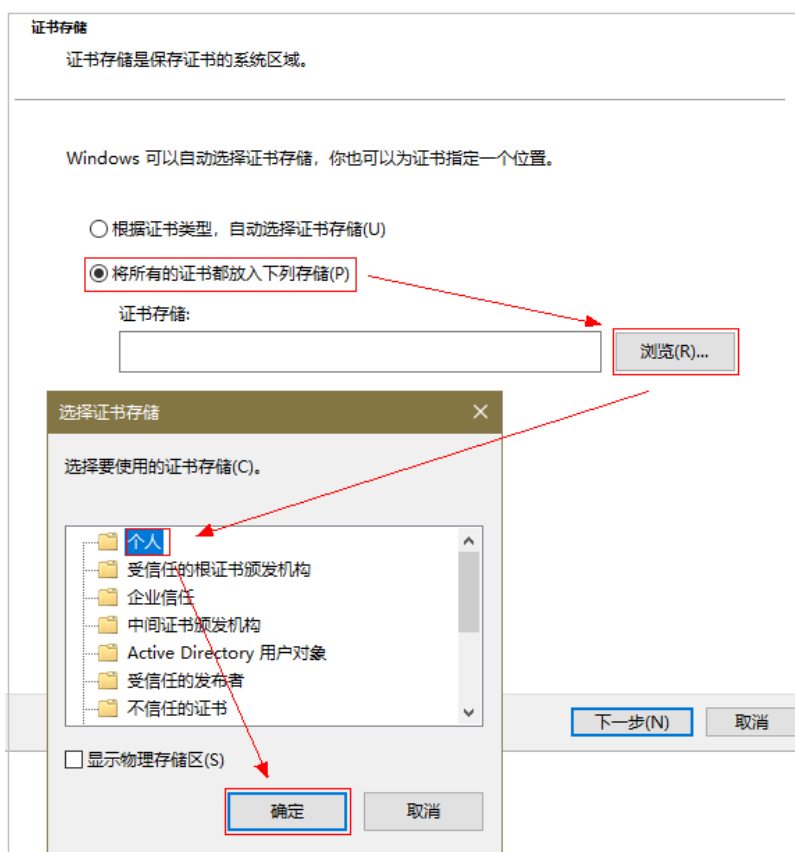 证书存储
证书存储是保存证书的系统区域。
Windows 可以自动选择证书存储，你也可以为证书指定一个位置。
根据证书类型，自动选择证书存储(U)
将所有的证书都放入下列存储(P)
证书存储:
浏览(R)...
选择证书存储
选择要使用的证书存储(C)。
个人
受信任的根证书颁发机构
企业信任
中间证书颁发机构
Active Directory 用户对象
受信任的发布者
不信任的证书
显示物理存储区(S)
确定
取消
下一步(N)
取消